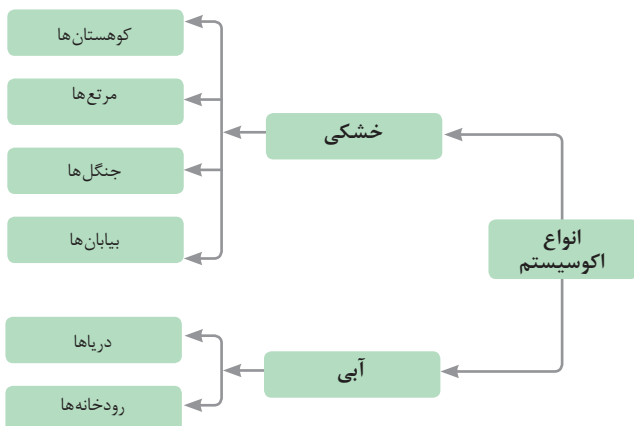 انواع
اکوسیستم
خشکی
کوهستان‌ها
مرتع‌ها
جنگل‌ها
بیابان‌ها
آبی
دریاها
رودخانه‌ها